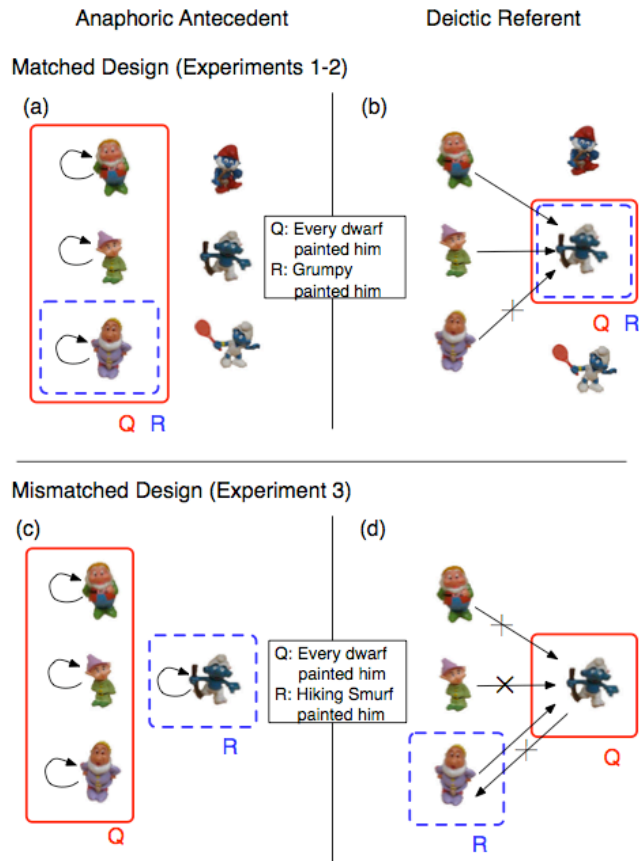 Anaphoric Antecedent
Deictic Referent
Matched Design (Experiments 1-2)
(a)
(b)
Q: Every dwarf
painted him
R: Grumpy
painted him
Q R
Q R
Mismatched Design (Experiment 3)
(c)
(d)
Q: Every dwarf
painted him
R: Hiking Smurf
painted him
R
Q
Q
R